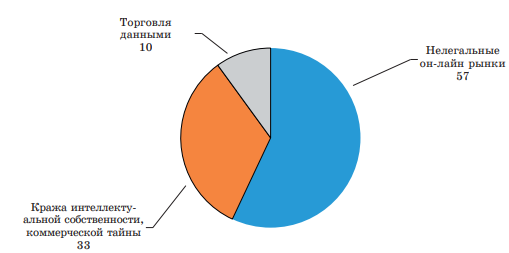 Торговля
данными
10
Нелегальные
он-лайн рынки
57
Кража интеллекту-
альной собственности,
коммерческой тайны
33